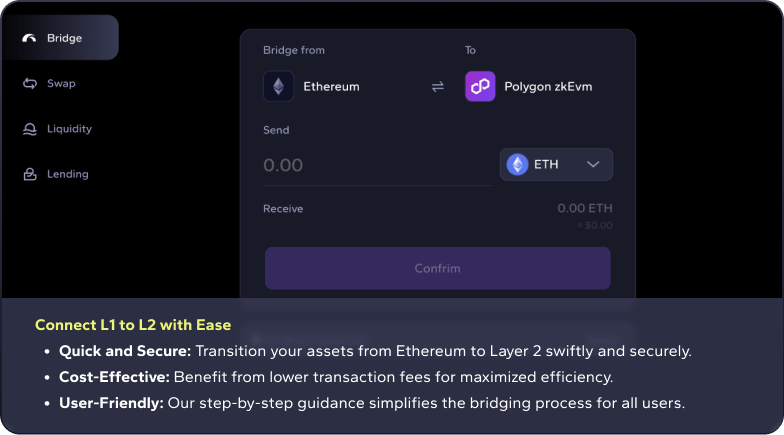 Bridge
Swap
Liquidity
Lending
Bridge from
To
Ethereum
Polygon zkEvm
Send
0.00
ETH
Receive
0.00 ETH
≈ $0.00
Confrim
Connect L1 to L2 with Ease
• Quick and Secure: Transition your assets from Ethereum to Layer 2 swiftly and securely.
• Cost-Effective: Benefit from lower transaction fees for maximized efficiency.
• User-Friendly: Our step-by-step guidance simplifies the bridging process for all users.